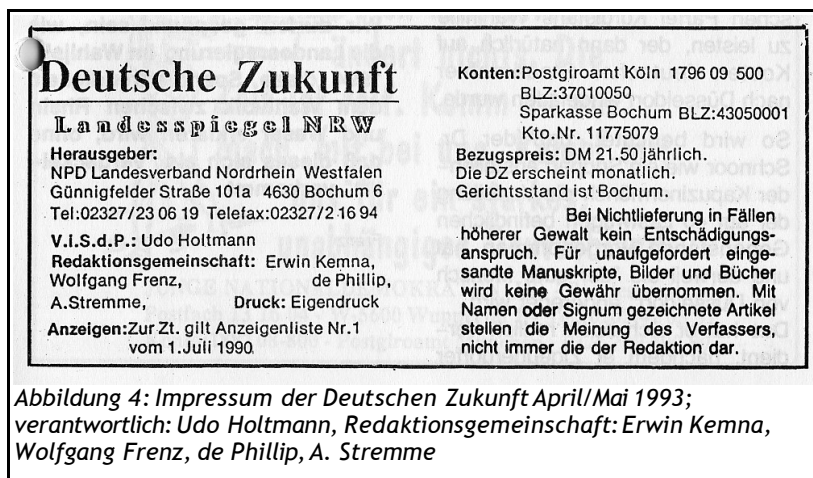 Deutsche Zukunft
Landesspiegel NRW
Herausgeber:
NPD Landesverband Nordrhein Westfalen
Günnigfelder Straße 101a 4630 Bochum 6
Tel:02327/23 06 19 Telefax:02327/2 16 94
V.i.S.d.P.: Udo Holtmann
Redaktionsgemeinschaft: Erwin Kemna,
Wolfgang Frenz, de Phillip,
A.Stremme, Druck: Eigendruck
Anzeigen:Zur Zt. gilt Anzeigenliste Nr.1
vom 1.Juli 1990
Konten:Postgiroamt Köln 1796 09 500
BLZ:37010050
Sparkasse Bochum BLZ:43050001
Kto.Nr. 11775079
Bezugspreis: DM 21.50 jährlich.
Die DZ erscheint monatlich.
Gerichtsstand ist Bochum.
Bei Nichtlieferung in Fällen
höherer Gewalt kein Entschädigungs-
anspruch. Für unaufgefordert einge-
sandte Manuskripte, Bilder und Bücher
wird keine Gewähr übernommen. Mit
Namen oder Signum gezeichnete Artikel
stellen die Meinung des Verfassers,
nicht immer die der Redaktion dar.
Abbildung 4: Impressum der Deutschen Zukunft April/Mai 1993;
verantwortlich: Udo Holtmann, Redaktionsgemeinschaft: Erwin Kemna,
Wolfgang Frenz, de Phillip, A. Stremme